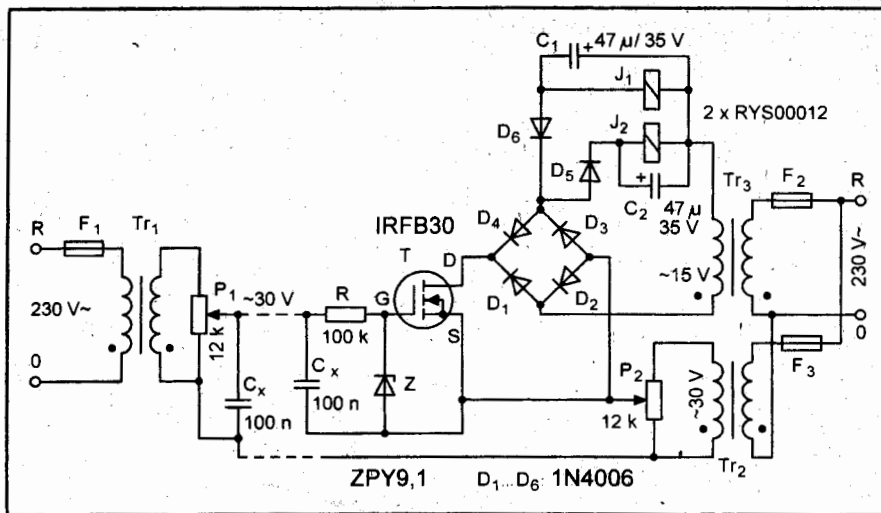 C₁
+
47 µ/ 35 V
J₁
2 x RYS00012
D₆
J₂
D₅
+
C₂
47 µ
35 V
Tr₃
F₂
R
230 V~
0
~15 V
IRFB30
T
D
G
S
D₄
D₃
D₁
D₂
R
F₁
Tr₁
230 V~
0
P₁
12 k
~30 V
R
100 k
Cₓ
100 n
Cₓ
100 n
Z
P₂
12 k
~30 V
F₃
Tr₂
ZPY9,1
D₁...D₆: 1N4006